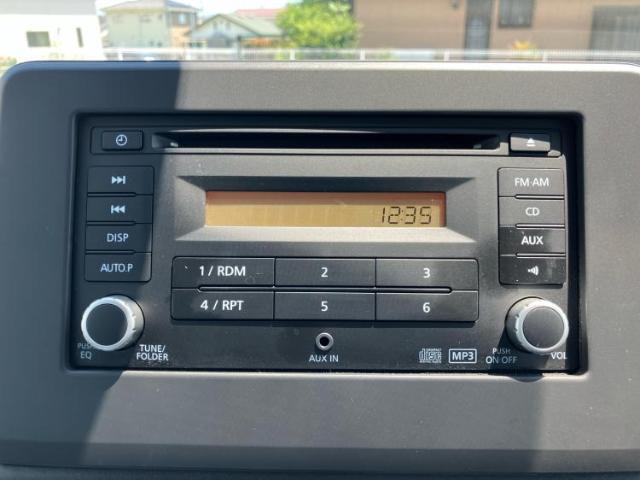 12:35
FM·AM
DISP
CD
AUTO.P
AUX
1 / RDM
2
3
4 / RPT
5
6
PUSH
EQ
TUNE/
FOLDER
AUX IN
MP3
PUSH
ON OFF
VOL